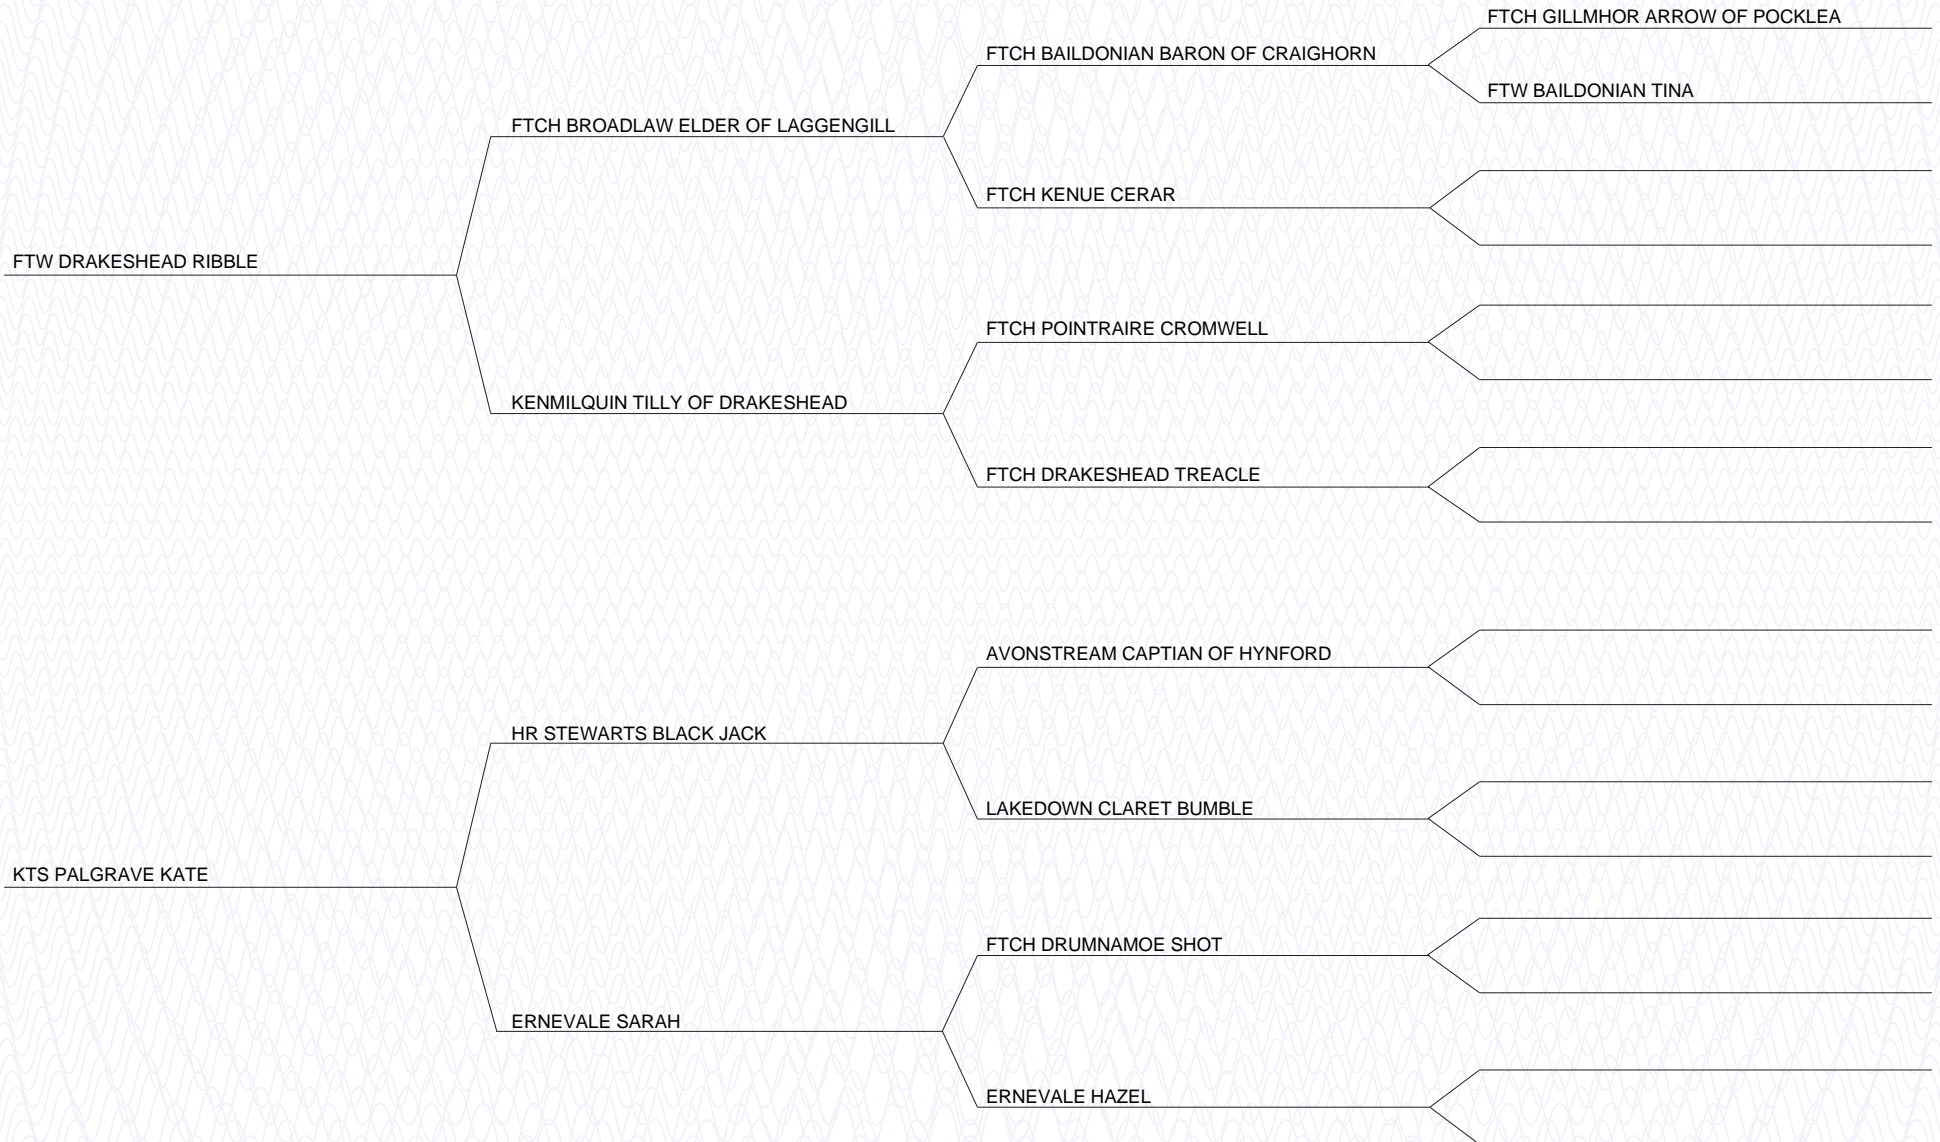 FTCH GILLMHOR ARROW OF POCKLEA
FTCH BAILDONIAN BARON OF CRAIGHORN
FTW BAILDONIAN TINA
FTCH BROADLAW ELDER OF LAGGENGILL
FTCH KENUE CERAR
FTW DRAKESHEAD RIBBLE
FTCH POINTRAIRE CROMWELL
KENMILQUIN TILLY OF DRAKESHEAD
FTCH DRAKESHEAD TREACLE
AVONSTREAM CAPTIAN OF HYNFORD
HR STEWARTS BLACK JACK
LAKEDOWN CLARET BUMBLE
KTS PALGRAVE KATE
FTCH DRUMNAMOE SHOT
ERNEVALE SARAH
ERNEVALE HAZEL